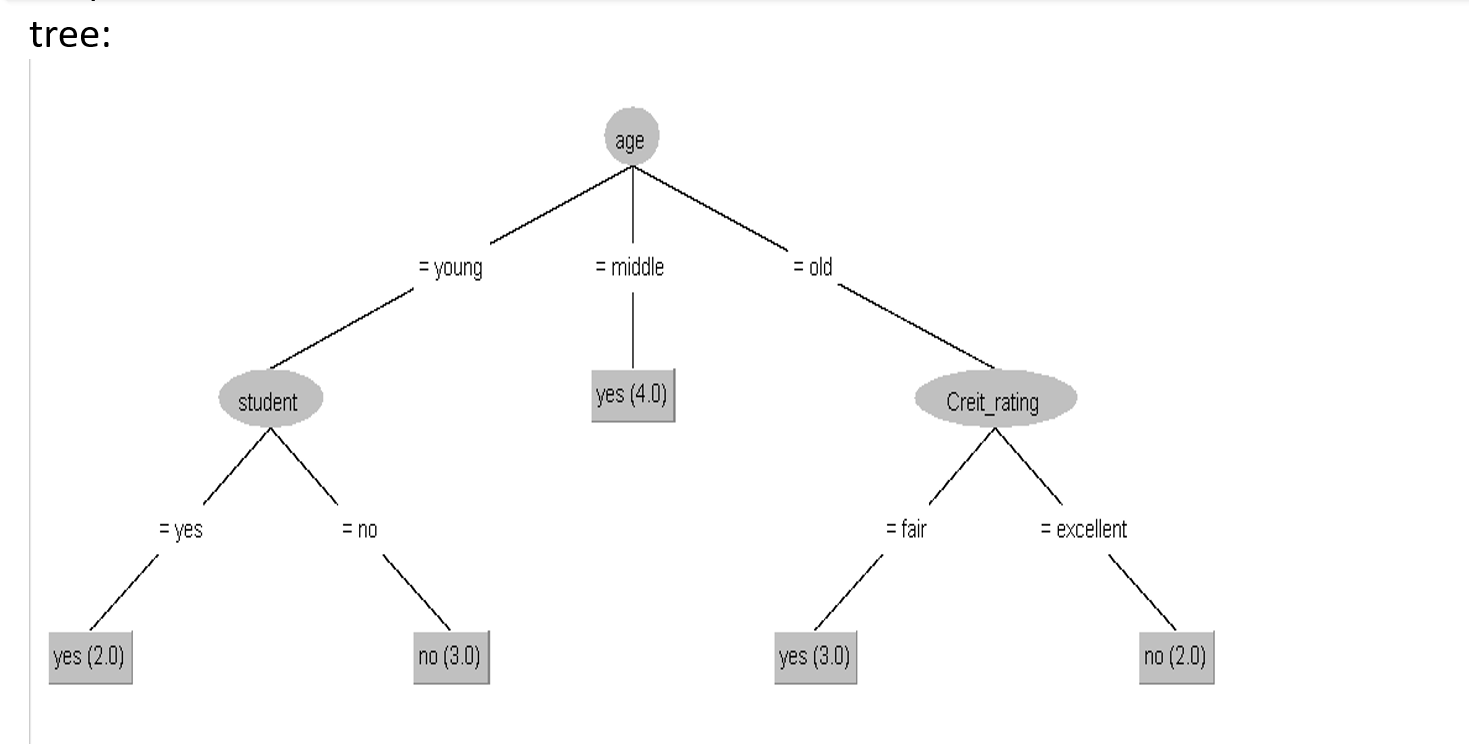 tree:
age
= young
= middle
= old
student
yes (4.0)
Creit_rating
= yes
= no
= fair
= excellent
yes (2.0)
no (3.0)
yes (3.0)
no (2.0)